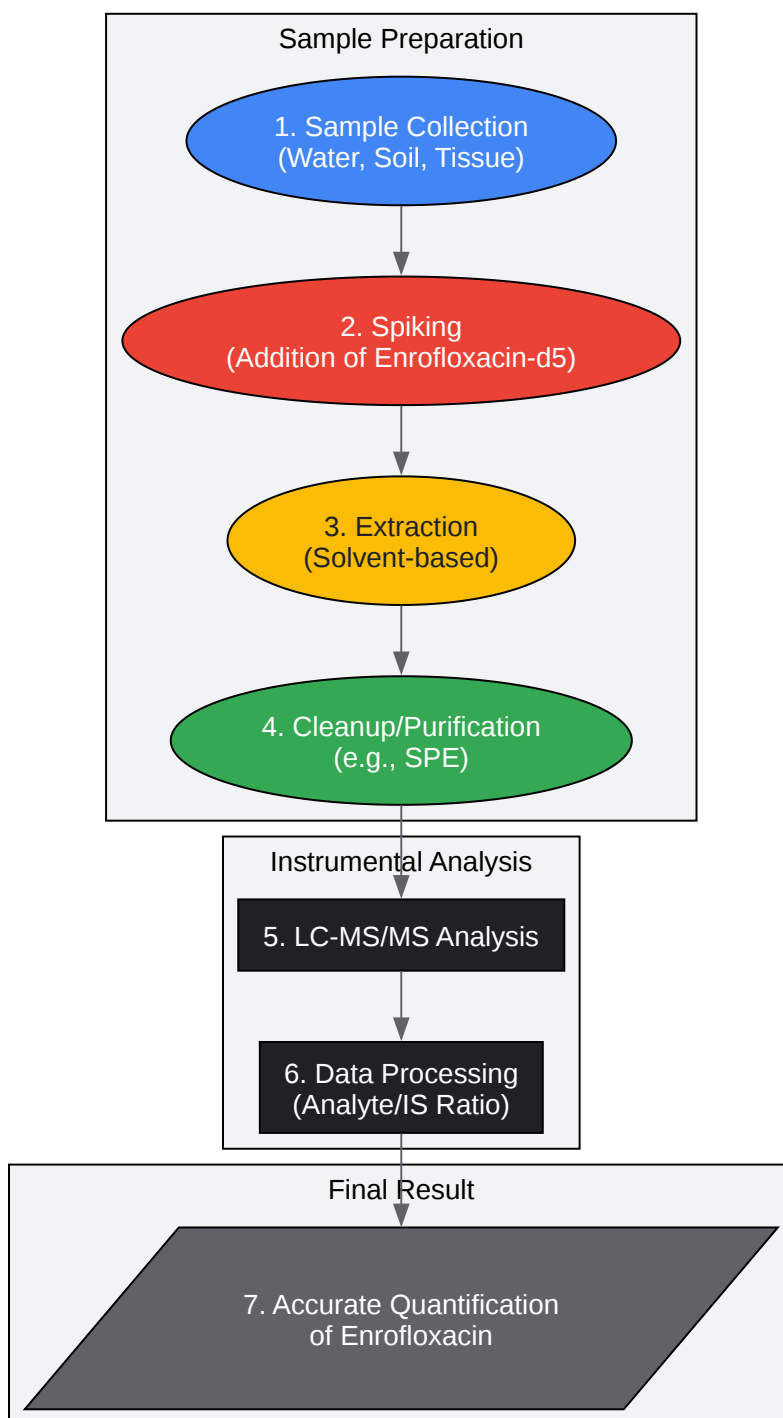 Sample Preparation
1. Sample Collection
(Water, Soil, Tissue)
2. Spiking
(Addition of Enrofloxacin-d5)
3. Extraction
(Solvent-based)
4. Cleanup/Purification
(e.g., SPE)
Instrumental Analysis
5. LC-MS/MS Analysis
6. Data Processing
(Analyte/IS Ratio)
Final Result
7. Accurate Quantification
of Enrofloxacin